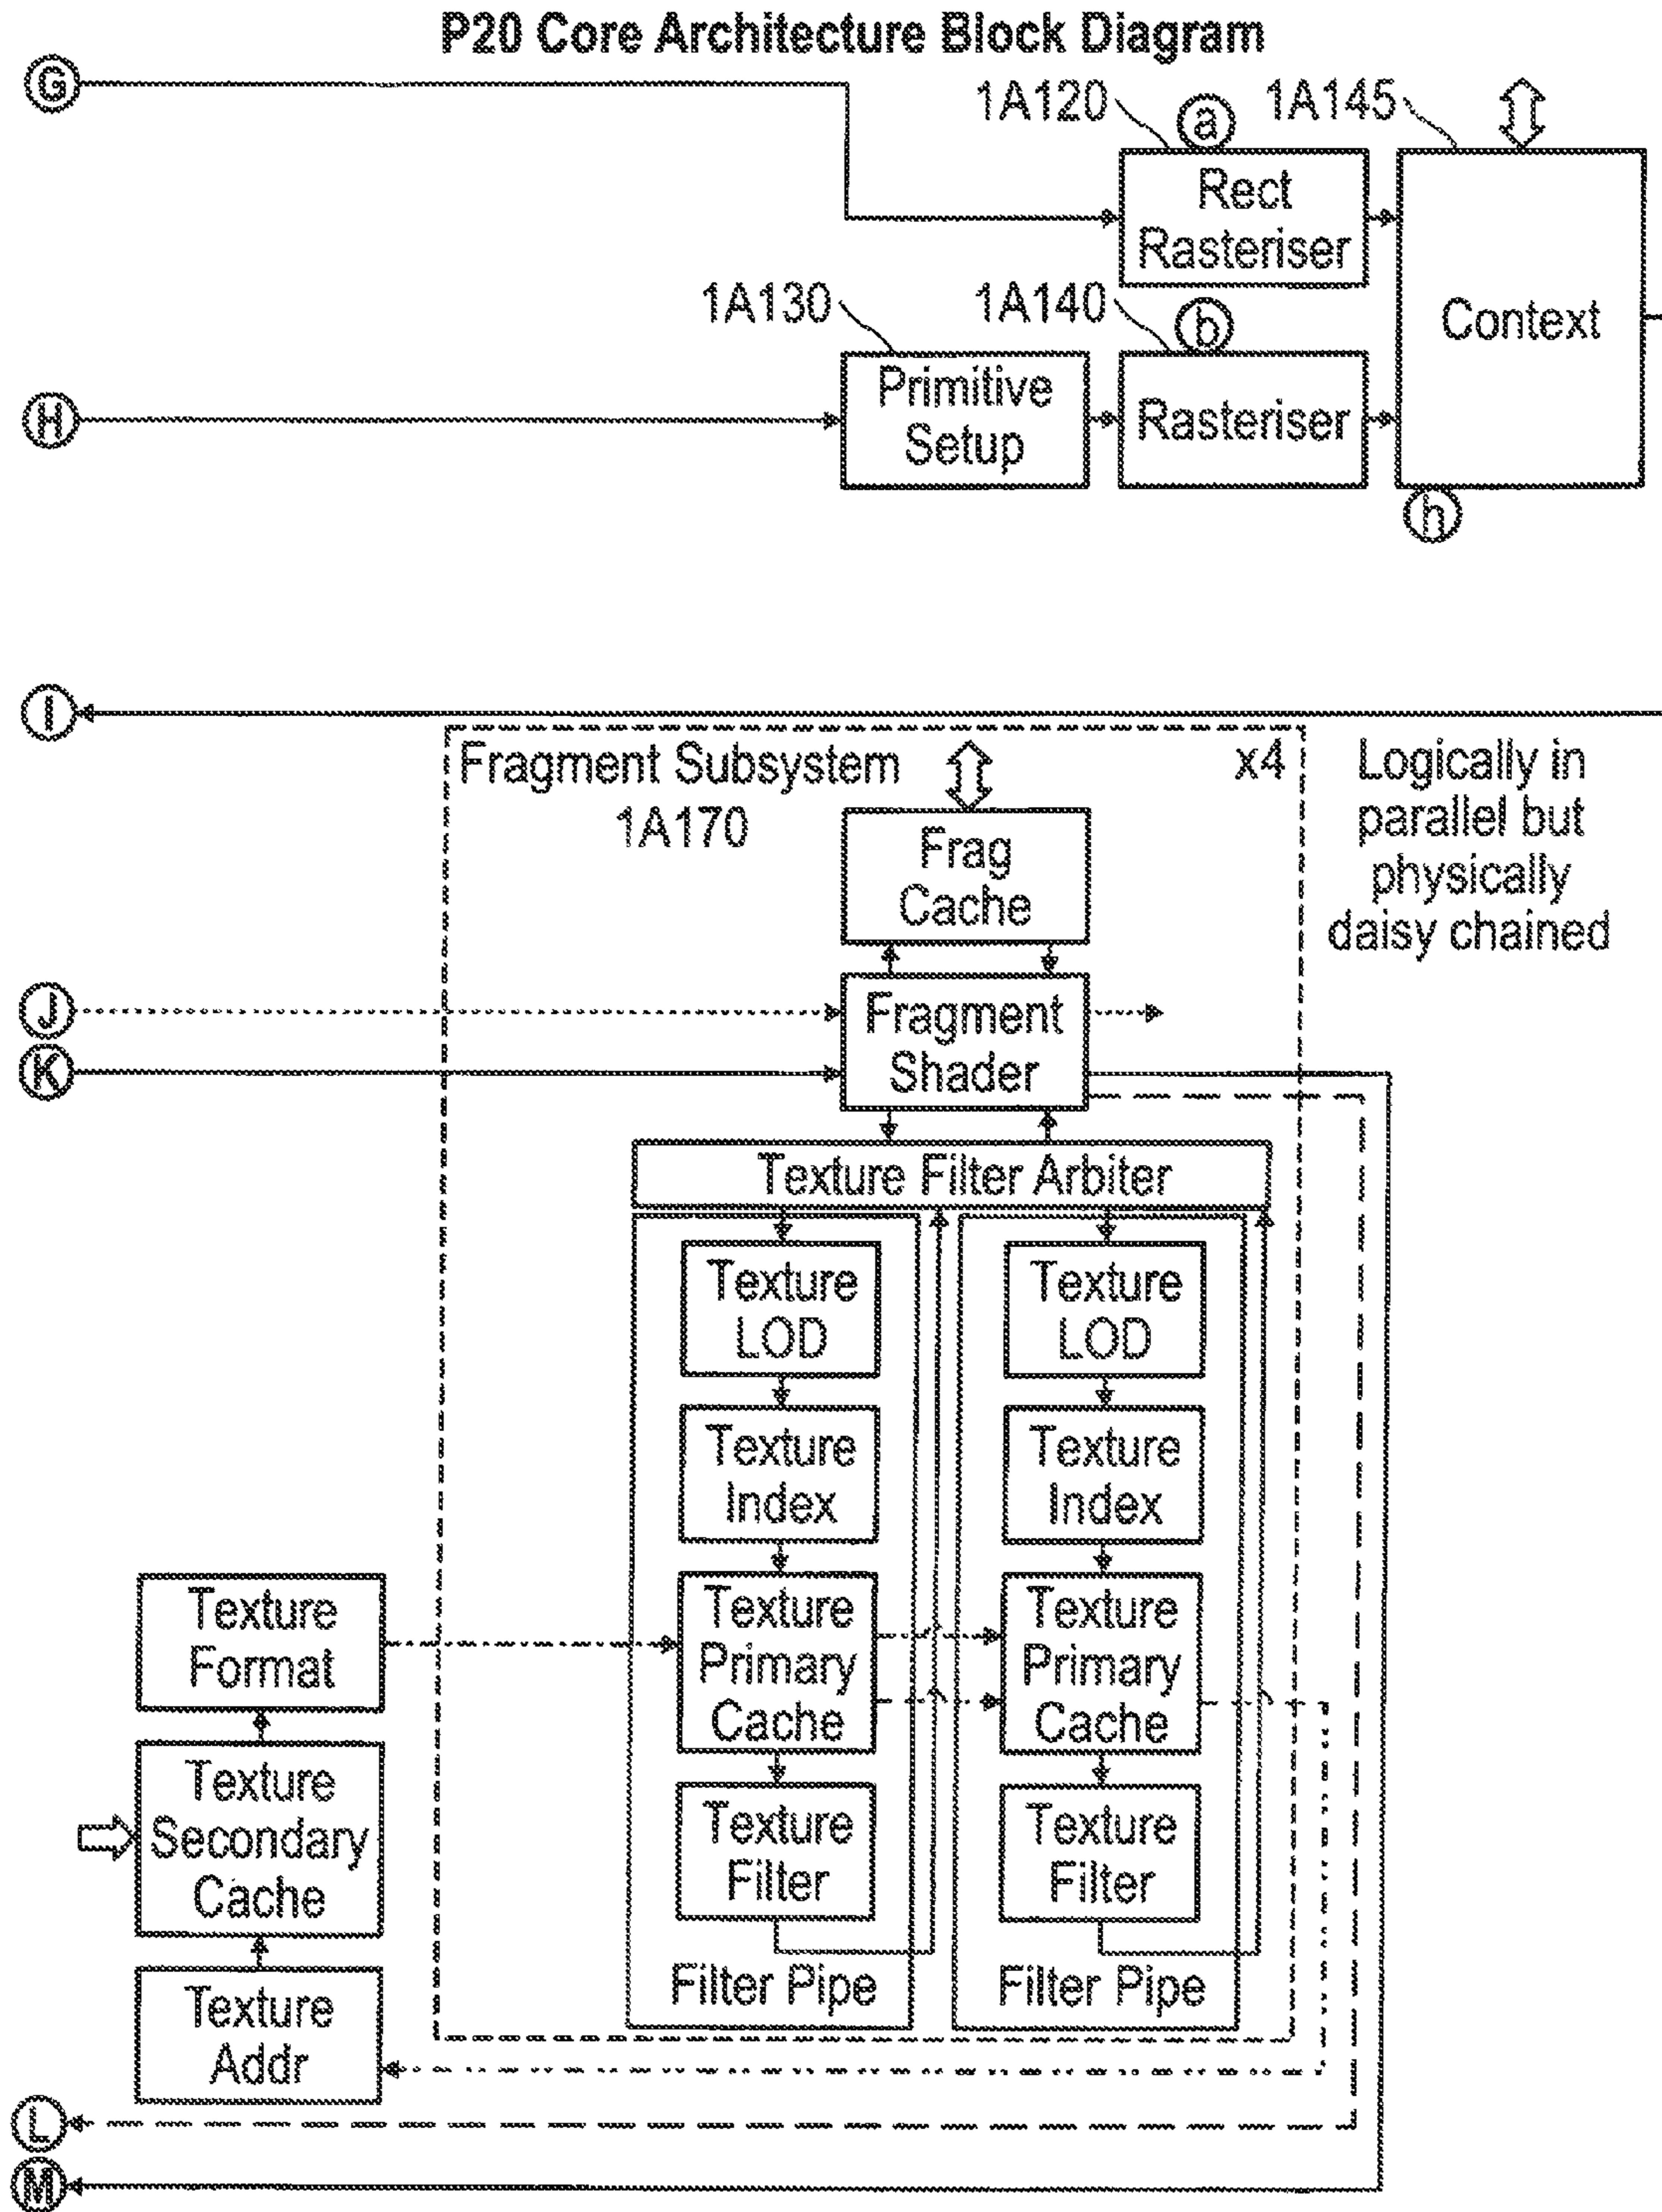 P20 Core Architecture Block Diagram
G
1A120
a
1A145
Rect
Rasteriser
Context
1A130
1A140
b
H
Primitive
Setup
Rasteriser
h
I
Fragment Subsystem
1A170
x4
Logically in
parallel but
physically
daisy chained
Frag
Cache
J
K
Fragment
Shader
Texture Filter Arbiter
Texture
LOD
Texture
LOD
Texture
Index
Texture
Index
Texture
Format
Texture
Primary
Cache
Texture
Primary
Cache
Texture
Secondary
Cache
Texture
Filter
Texture
Filter
Filter Pipe
Filter Pipe
Texture
Addr
L
M